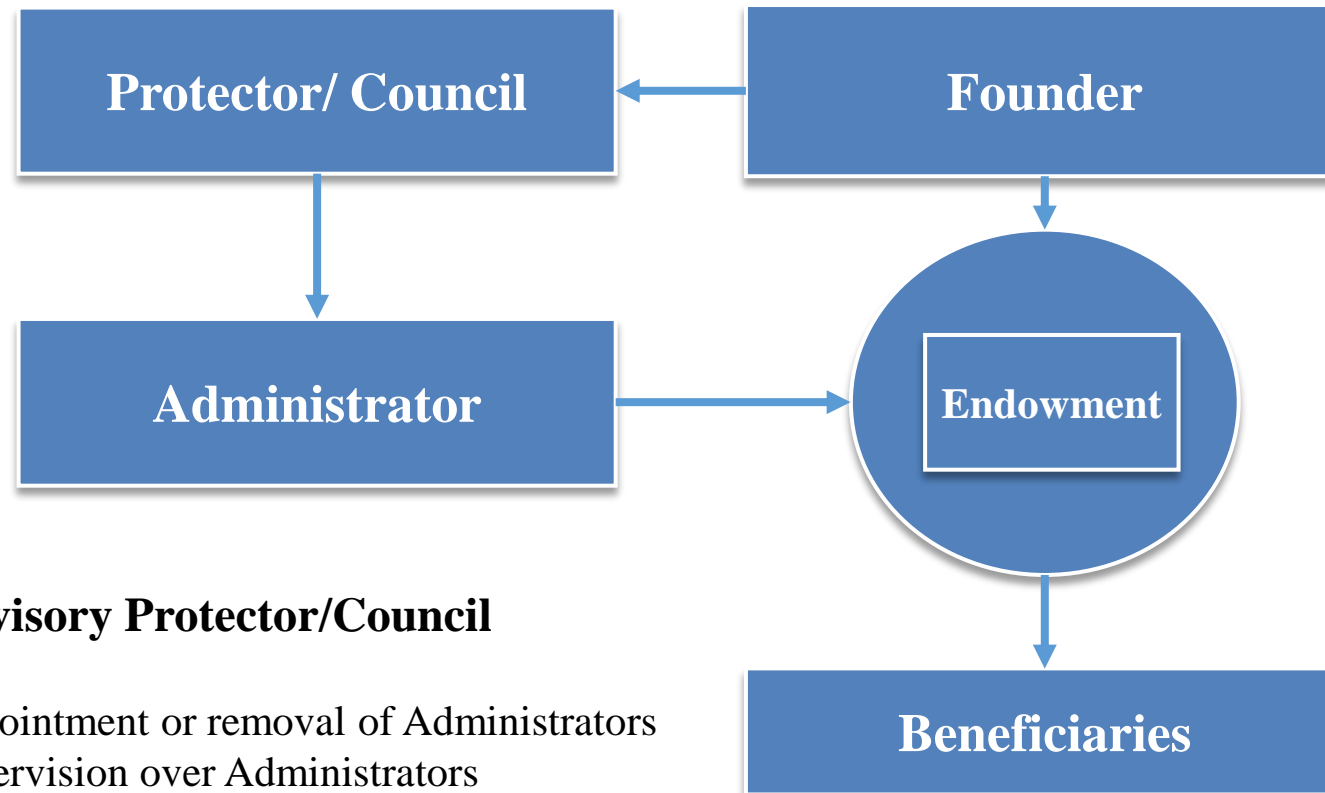 Protector/ Council
Founder
Administrator
Endowment
visory Protector/Council
ointment or removal of Administrators
ervision over Administrators
Beneficiaries